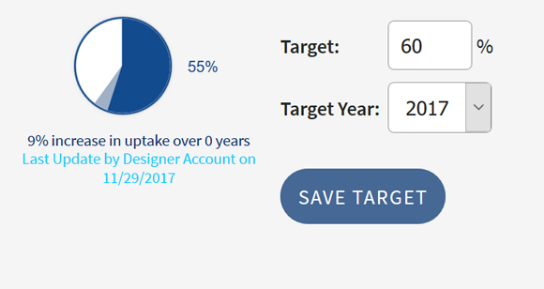 55%
9% increase in uptake over 0 years
Last Update by Designer Account on
11/29/2017
Target: 60 %
Target Year: 2017
SAVE TARGET